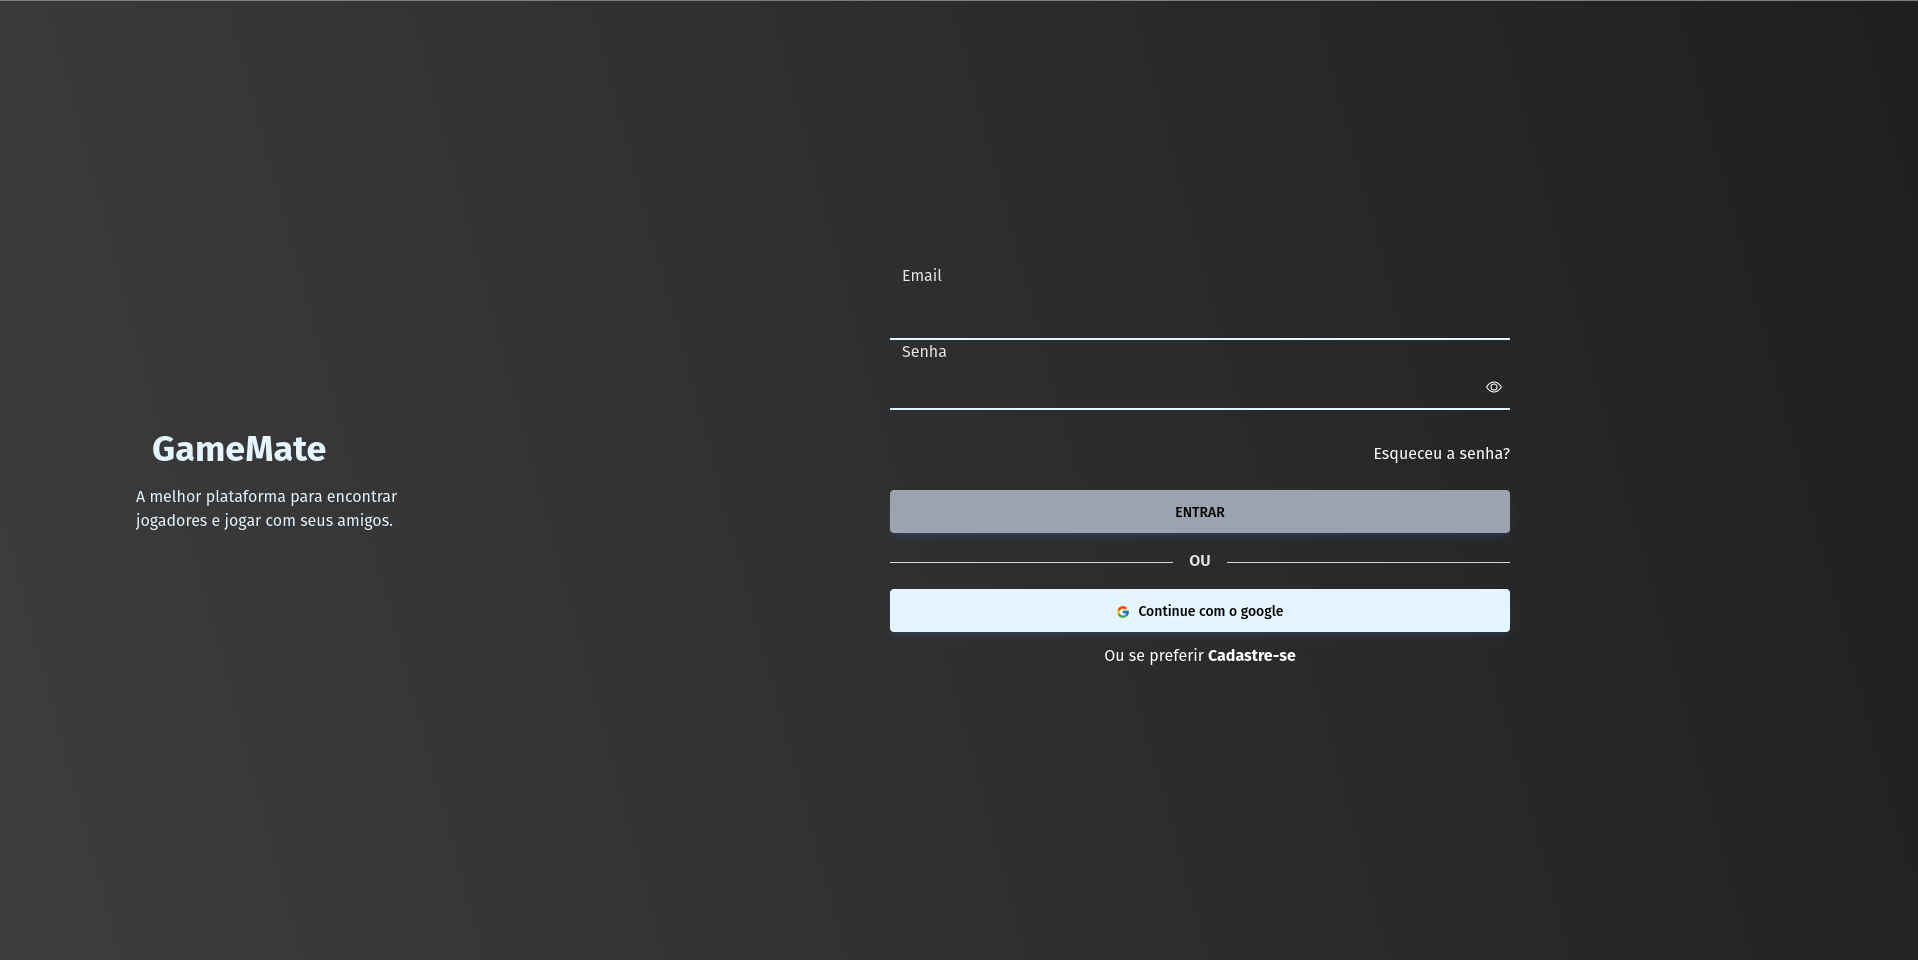 GameMate
A melhor plataforma para encontrar
jogadores e jogar com seus amigos.
Email
Senha
Esqueceu a senha?
ENTRAR
OU
Continue com o google
Ou se preferir Cadastre-se